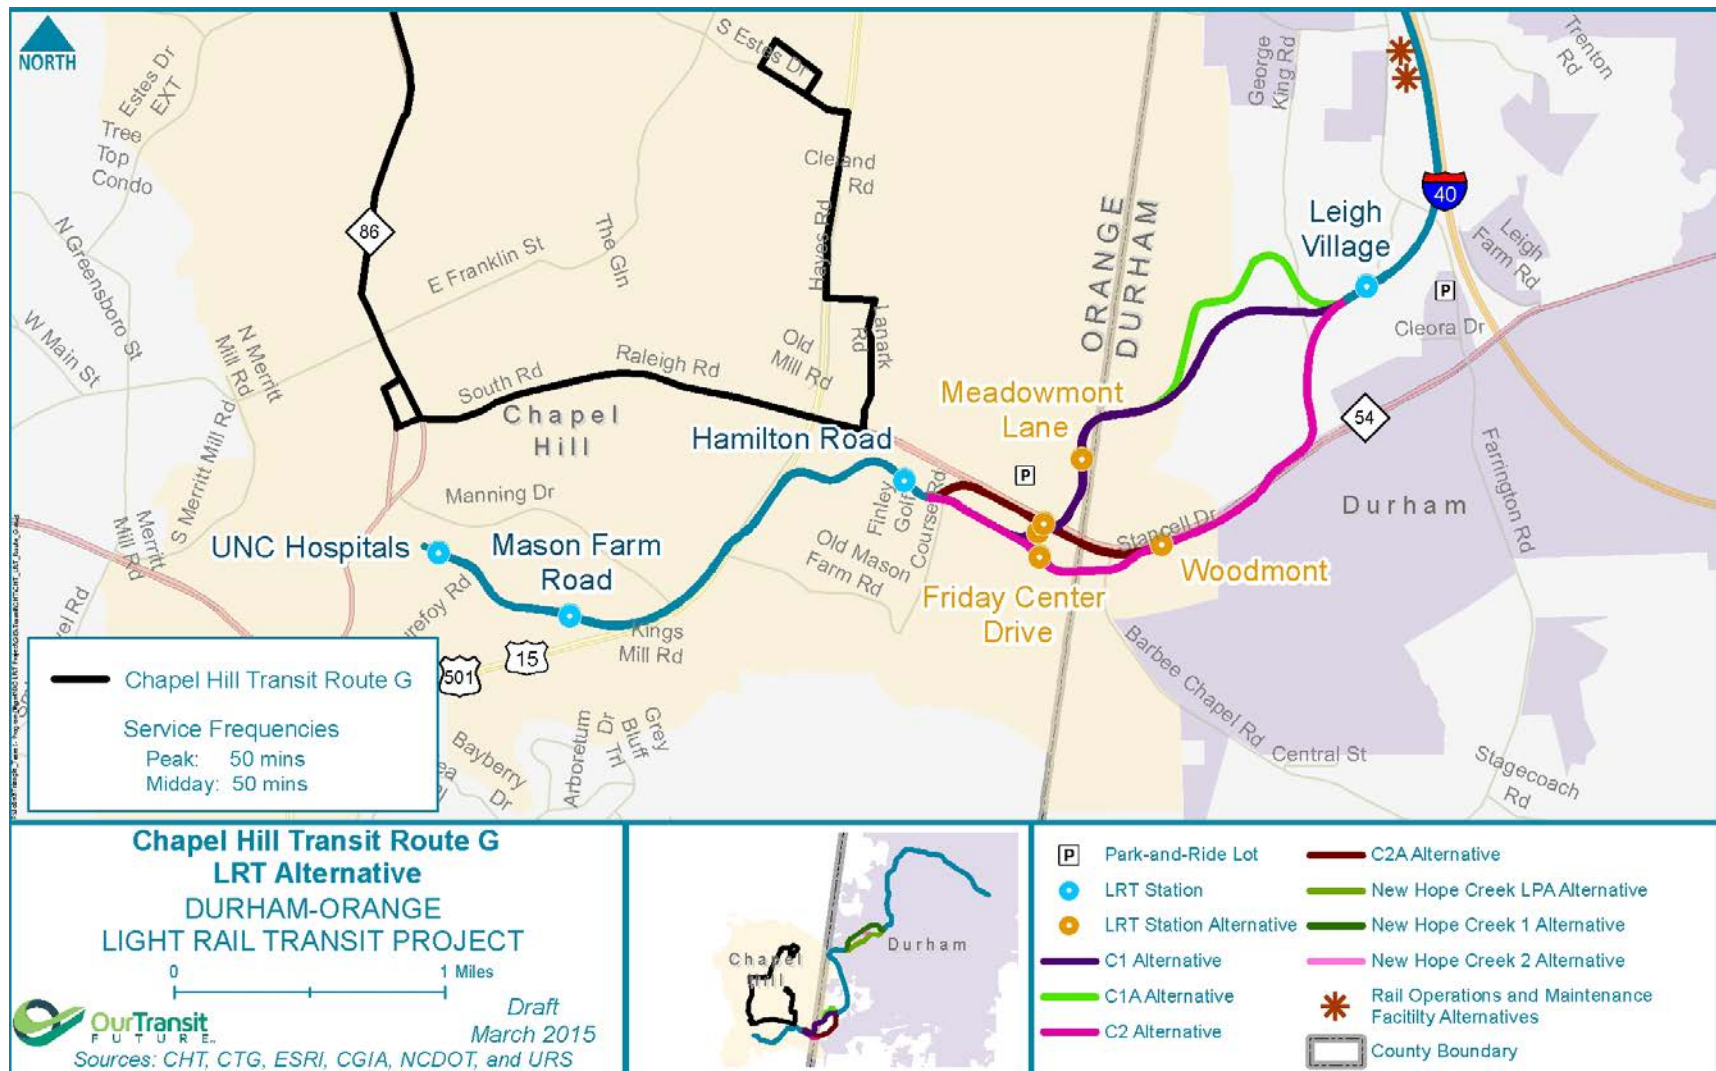 NORTH
Estes Dr
EXT
Tree
Top
Condo
N Greensboro St
W Main St
N Merritt
Mill Rd
S Merritt Mill Rd
Merritt
Mill Rd
86
E Franklin St
The Gln
S Estes Dr
Cleland
Rd
Hayes Rd
Old
Mill Rd
Lanark
Rd
South Rd
Raleigh Rd
Chapel
Hill
Manning Dr
Hamilton Road
UNC Hospitals
Mason Farm
Road
Finley
Golf
Course Rd
Old Mason
Farm Rd
Kings
Mill Rd
15
501
Bayberry
Dr
Arboretum
Dr
Grey
Bluff
Trl
ORANGE
DURHAM
George
King Rd
Trenton
Rd
40
Leigh
Village
Leigh
Farm Rd
P
Cleora Dr
54
Meadowmont
Lane
P
Stancell Dr
Friday Center
Drive
Woodmont
Durham
Farrington Rd
Barbee Chapel Rd
Central St
Stagecoach
Rd
Chapel Hill Transit Route G
Service Frequencies
Peak: 50 mins
Midday: 50 mins
Chapel Hill Transit Route G
LRT Alternative
DURHAM-ORANGE
LIGHT RAIL TRANSIT PROJECT
0 1 Miles
OurTransit
FUTURE
Draft
March 2015
Sources: CHT, CTG, ESRI, CGIA, NCDOT, and URS
Chapel
Hill
Durham
P Park-and-Ride Lot
LRT Station
LRT Station Alternative
C1 Alternative
C1A Alternative
C2 Alternative
C2A Alternative
New Hope Creek LPA Alternative
New Hope Creek 1 Alternative
New Hope Creek 2 Alternative
Rail Operations and Maintenance
Facitilty Alternatives
County Boundary